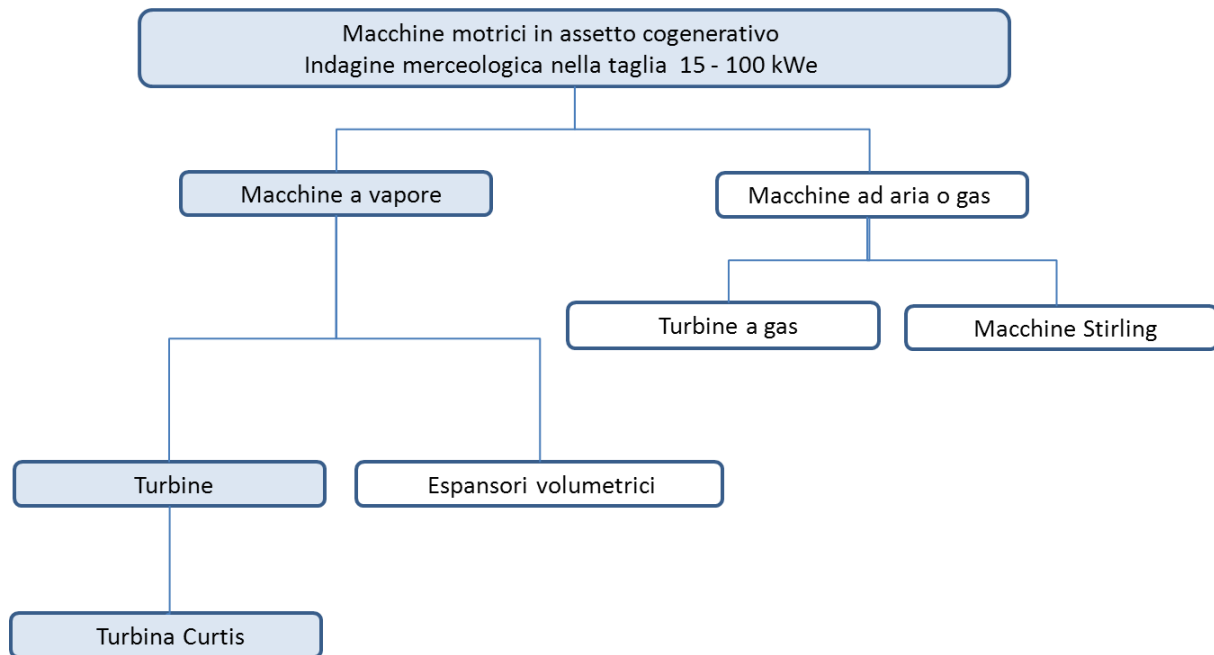 Macchine motrici in assetto cogenerativo
Indagine merceologica nella taglia 15 - 100 kWe
Macchine a vapore
Macchine ad aria o gas
Turbine a gas
Macchine Stirling
Turbine
Espansori volumetrici
Turbina Curtis